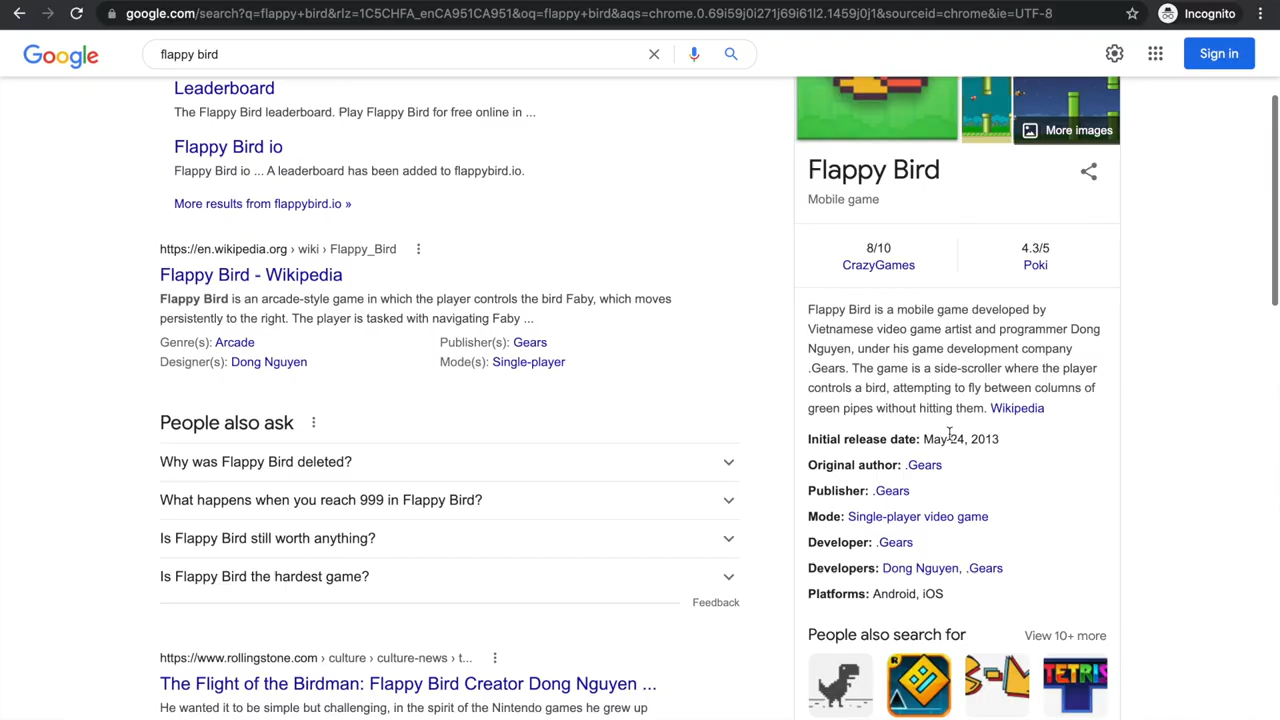 google.com/search?q=flappy+bird&rlz=1C5CHFA_enCA951CA951&oq=flappy+bird&aqs=chrome.0.69i59j0i271j69i61l2.1459j0j1&sourceid=chrome&ie=UTF-8
Incognito
Google
flappy bird
Sign in
Leaderboard
The Flappy Bird leaderboard. Play Flappy Bird for free online in ...
Flappy Bird io
Flappy Bird io ... A leaderboard has been added to flappybird.io.
More results from flappybird.io »
https://en.wikipedia.org › wiki › Flappy_Bird
Flappy Bird - Wikipedia
Flappy Bird is an arcade-style game in which the player controls the bird Faby, which moves
persistently to the right. The player is tasked with navigating Faby ...
Genre(s): Arcade
Publisher(s): Gears
Designer(s): Dong Nguyen
Mode(s): Single-player
People also ask
Why was Flappy Bird deleted?
What happens when you reach 999 in Flappy Bird?
Is Flappy Bird still worth anything?
Is Flappy Bird the hardest game?
Feedback
https://www.rollingstone.com › culture › culture-news › t...
The Flight of the Birdman: Flappy Bird Creator Dong Nguyen ...
He wanted it to be simple but challenging, in the spirit of the Nintendo games he grew up
More images
Flappy Bird
Mobile game
8/10
CrazyGames
4.3/5
Poki
Flappy Bird is a mobile game developed by
Vietnamese video game artist and programmer Dong
Nguyen, under his game development company
.Gears. The game is a side-scroller where the player
controls a bird, attempting to fly between columns of
green pipes without hitting them. Wikipedia
Initial release date: May 24, 2013
Original author: .Gears
Publisher: .Gears
Mode: Single-player video game
Developer: .Gears
Developers: Dong Nguyen, .Gears
Platforms: Android, iOS
People also search for
View 10+ more
R
TETRIS